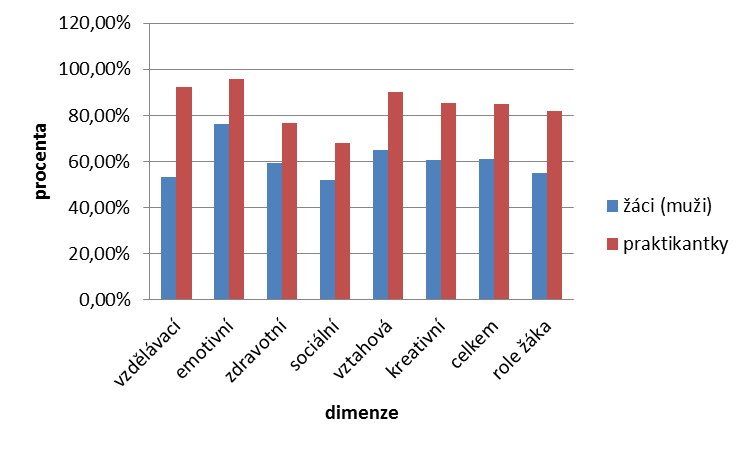 120,00%
100,00%
80,00%
60,00%
40,00%
20,00%
0,00%
procenta
vzdělávací
emotivní
zdravotní
sociální
vztahová
kreativní
celkem
role žáka
dimenze
žáci (muži)
praktikantky